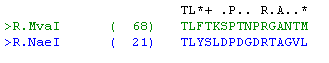 TL*+ .P.. R.A..*
>R.MvaI ( 68) TLFTKSPTNPRGANTM
>R.NaeI ( 21) TLYSLDPDGDRTAGVL